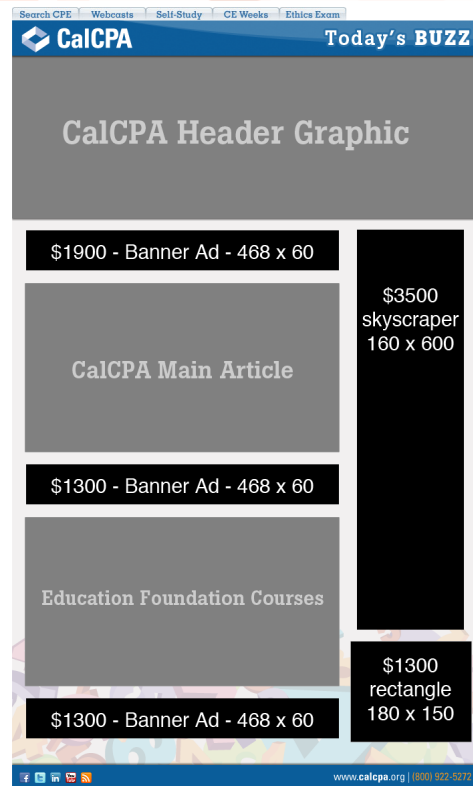 Search CPE Webcasts Self-Study CE Weeks Ethics Exam
CalCPA Today's BUZZ
CalCPA Header Graphic
$1900 - Banner Ad - 468 x 60
$3500
skyscraper
160 x 600
CalCPA Main Article
$1300 - Banner Ad - 468 x 60
Education Foundation Courses
$1300
rectangle
180 x 150
$1300 - Banner Ad - 468 x 60
www.calcpa.org | (800) 922-5272